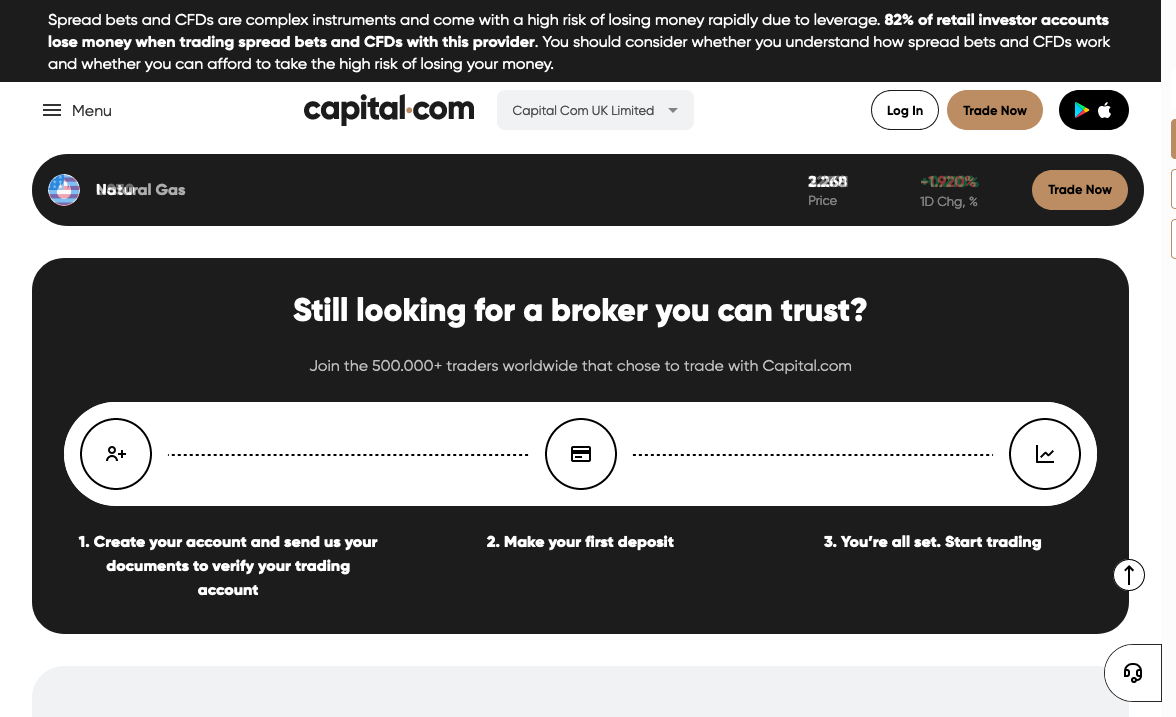 Spread bets and CFDs are complex instruments and come with a high risk of losing money rapidly due to leverage. 82% of retail investor accounts
lose money when trading spread bets and CFDs with this provider. You should consider whether you understand how spread bets and CFDs work
and whether you can afford to take the high risk of losing your money.
Menu
capital.com
Capital Com UK Limited
Log In
Trade Now
Natural Gas
Price
1D Chg, %
Trade Now
Still looking for a broker you can trust?
Join the 500.000+ traders worldwide that chose to trade with Capital.com
1. Create your account and send us your
documents to verify your trading
account
2. Make your first deposit
3. You’re all set. Start trading